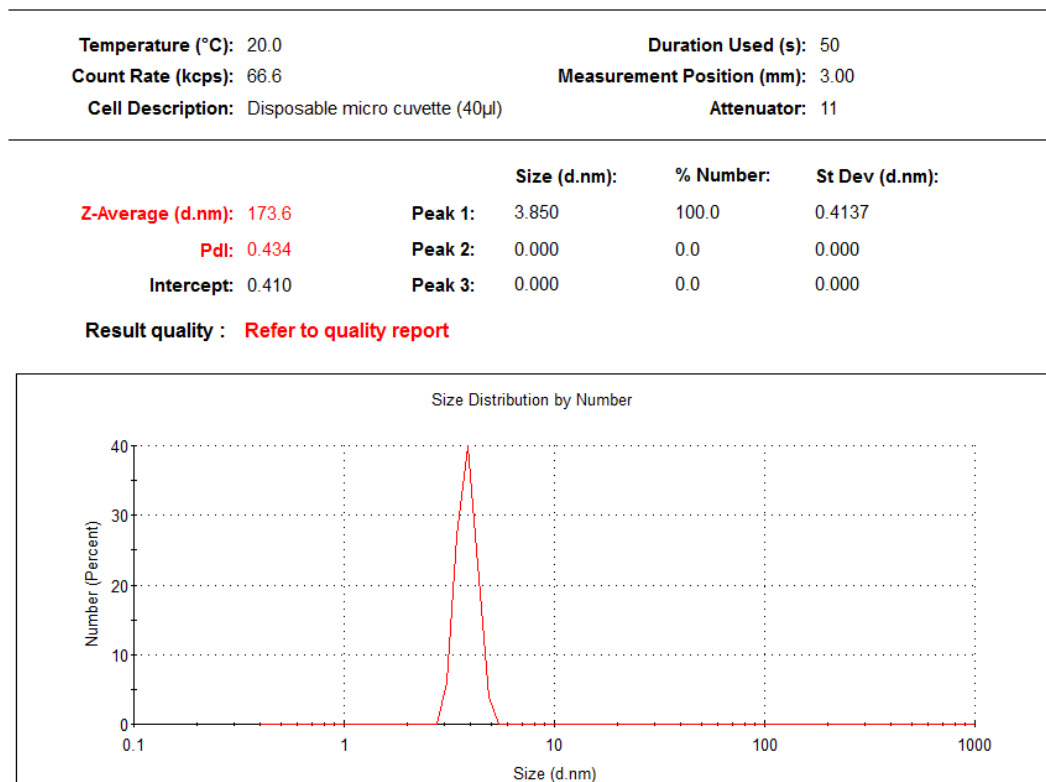 Temperature (°C): 20.0 Duration Used (s): 50
Count Rate (kcps): 66.6 Measurement Position (mm): 3.00
Cell Description: Disposable micro cuvette (40µl) Attenuator: 11
Size (d.nm): % Number: St Dev (d.nm):
Z-Average (d.nm): 173.6 Peak 1: 3.850 100.0 0.4137
PdI: 0.434 Peak 2: 0.000 0.0 0.000
Intercept: 0.410 Peak 3: 0.000 0.0 0.000
Result quality : Refer to quality report
Size Distribution by Number
Number (Percent)
40
30
20
10
0
0.1 1 10 100 1000
Size (d.nm)